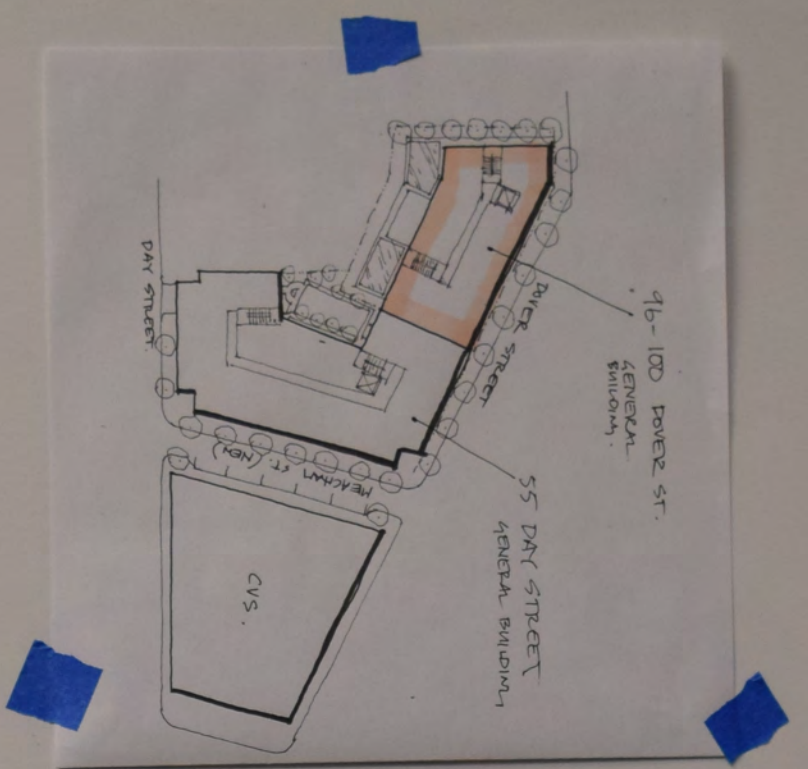 96-100 DOVER ST.
GENERAL
BUILDING.
DOVER STREET
55 DAY STREET
GENERAL BUILDING
DAY STREET.
MEACHAM ST. (NEW)
CVS.